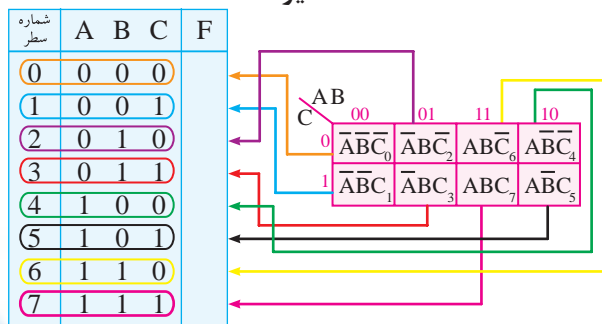 شماره سطر A B C F
0 0 0 0
1 0 0 1
2 0 1 0
3 0 1 1
4 1 0 0
5 1 0 1
6 1 1 0
7 1 1 1
AB
C
00 01 11 10
0 A̅B̅C̅₀ A̅BC̅₂ ABC̅₆ AB̅C̅₄
1 A̅B̅C₁ A̅BC₃ ABC₇ AB̅C₅